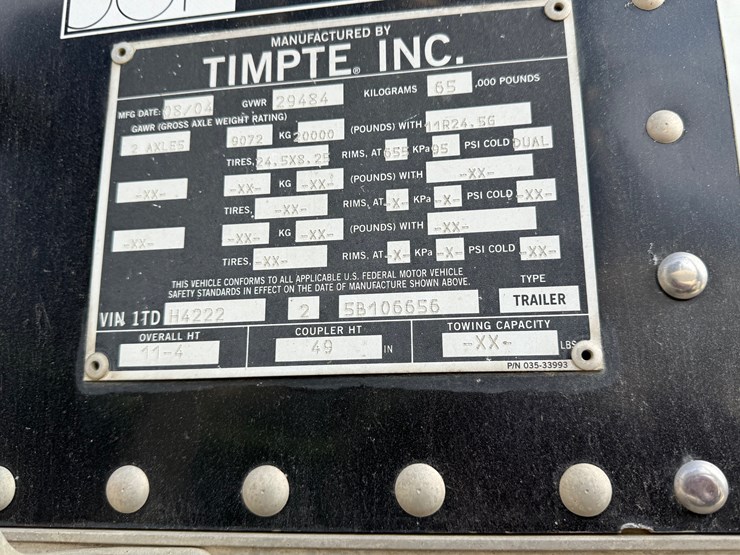 MANUFACTURED BY
TIMPTE® INC.
MFG DATE: 08/04 GVWR 29484 KILOGRAMS 65 ,000 POUNDS
GAWR (GROSS AXLE WEIGHT RATING)
2 AXLES 9072 KG 20000 (POUNDS) WITH 11R24.5G
TIRES, 24.5X8.25 RIMS, AT 655 KPa 95 PSI COLD DUAL
-XX- -XX- KG -XX- (POUNDS) WITH -XX-
TIRES, -XX- RIMS, AT -X- KPa -X- PSI COLD -XX-
-XX- -XX- KG -XX- (POUNDS) WITH -XX-
TIRES, -XX- RIMS, AT -X- KPa -X- PSI COLD -XX-
THIS VEHICLE CONFORMS TO ALL APPLICABLE U.S. FEDERAL MOTOR VEHICLE
SAFETY STANDARDS IN EFFECT ON THE DATE OF MANUFACTURE SHOWN ABOVE.
TYPE
VIN 1TD H4222 2 5B106656 TRAILER
OVERALL HT COUPLER HT TOWING CAPACITY
11-4 49 IN -XX- LBS
P/N 035-33993